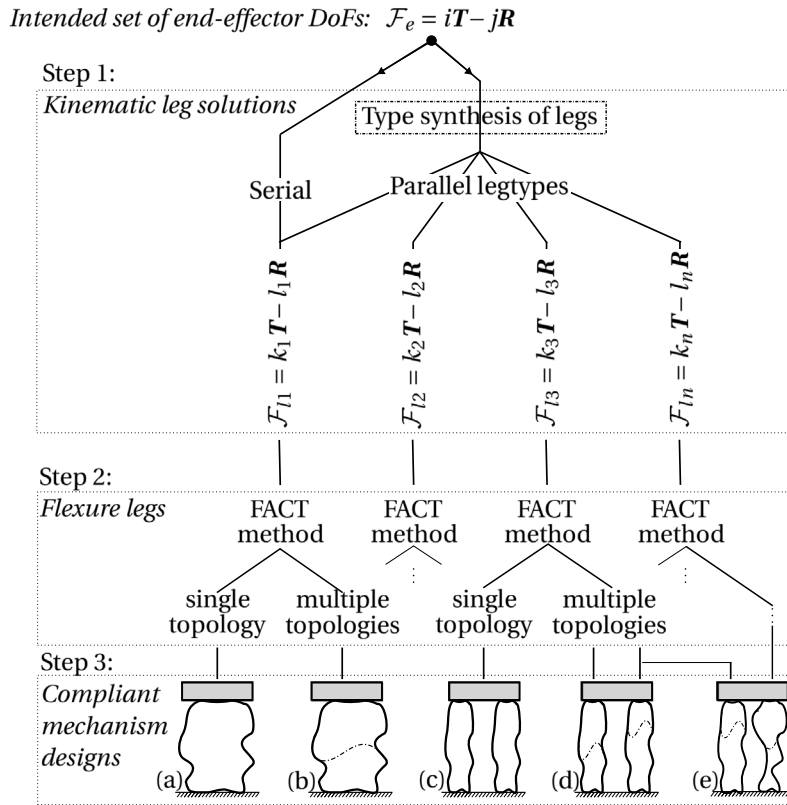 Intended set of end-effector DoFs: ℱₑ = iT − jR
Step 1:
Kinematic leg solutions
Type synthesis of legs
Serial
Parallel legtypes
ℱₗ₁ = k₁T − l₁R
ℱₗ₂ = k₂T − l₂R
ℱₗ₃ = k₃T − l₃R
ℱₗₙ = kₙT − lₙR
Step 2:
Flexure legs
FACT
method
FACT
method
FACT
method
FACT
method
single
topology
multiple
topologies
single
topology
multiple
topologies
Step 3:
Compliant
mechanism
designs
(a)
(b)
(c)
(d)
(e)